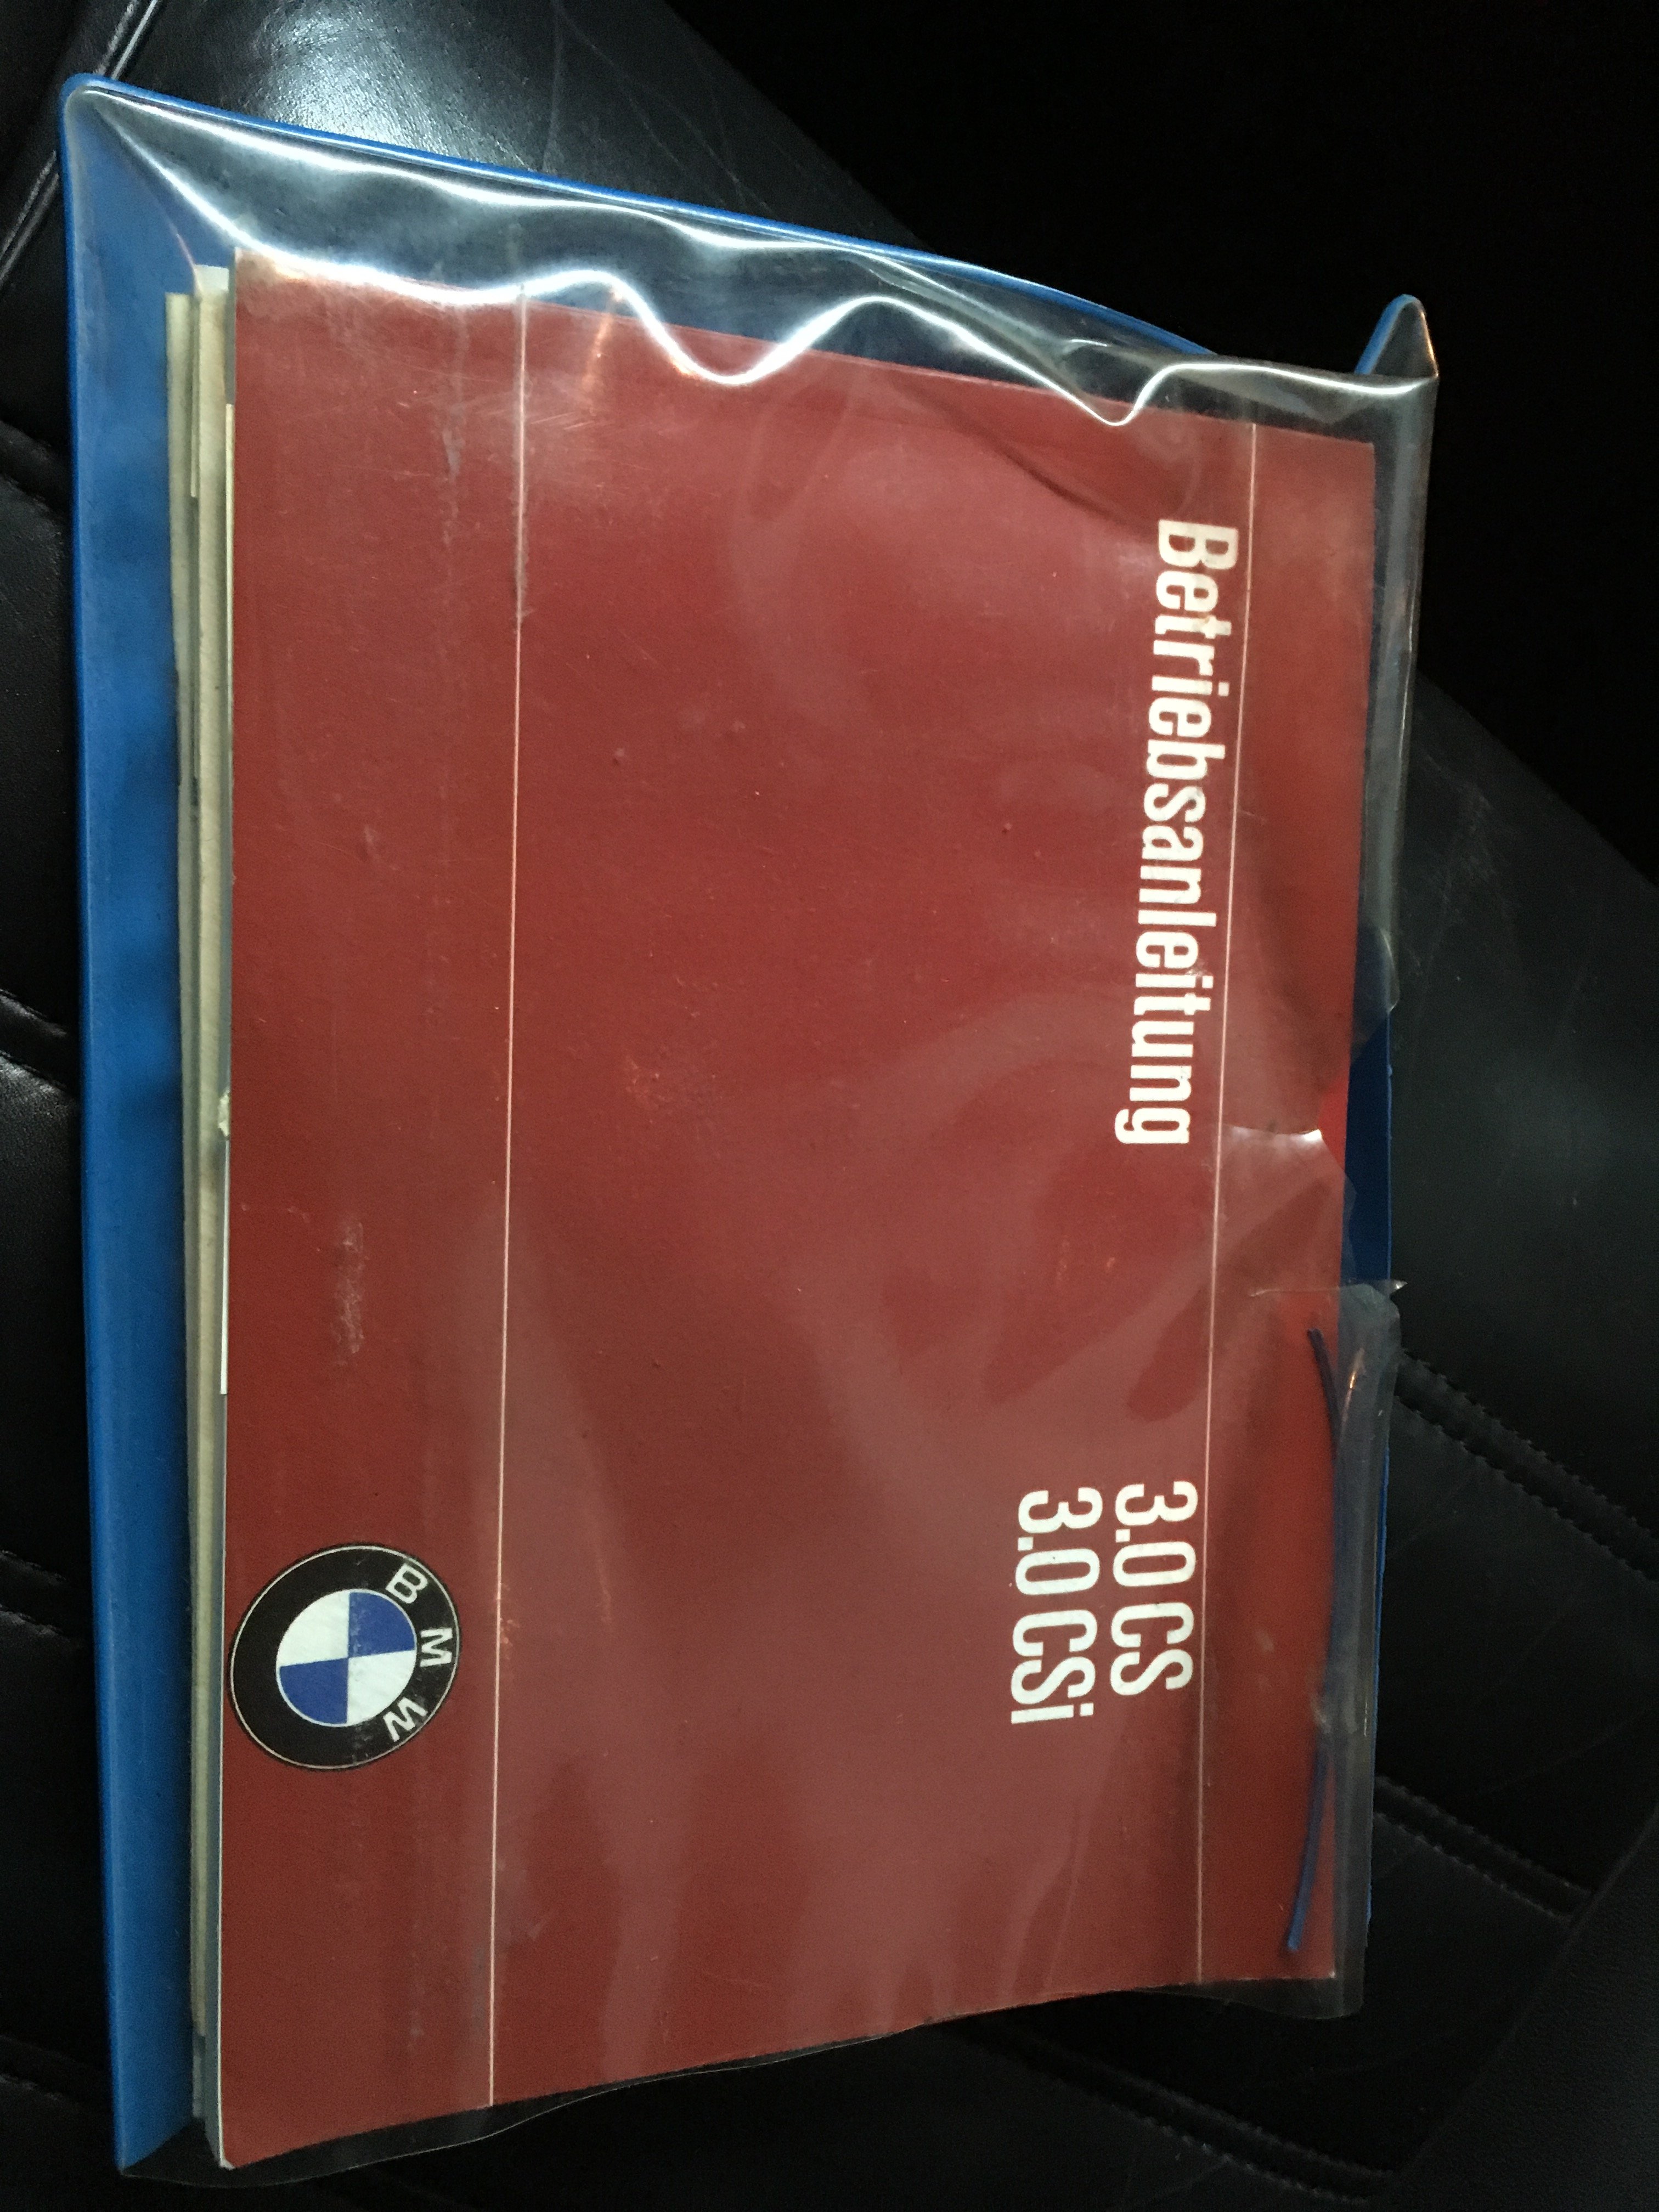 Betriebsanleitung 3.0 CS
3.0 CSi
BMW